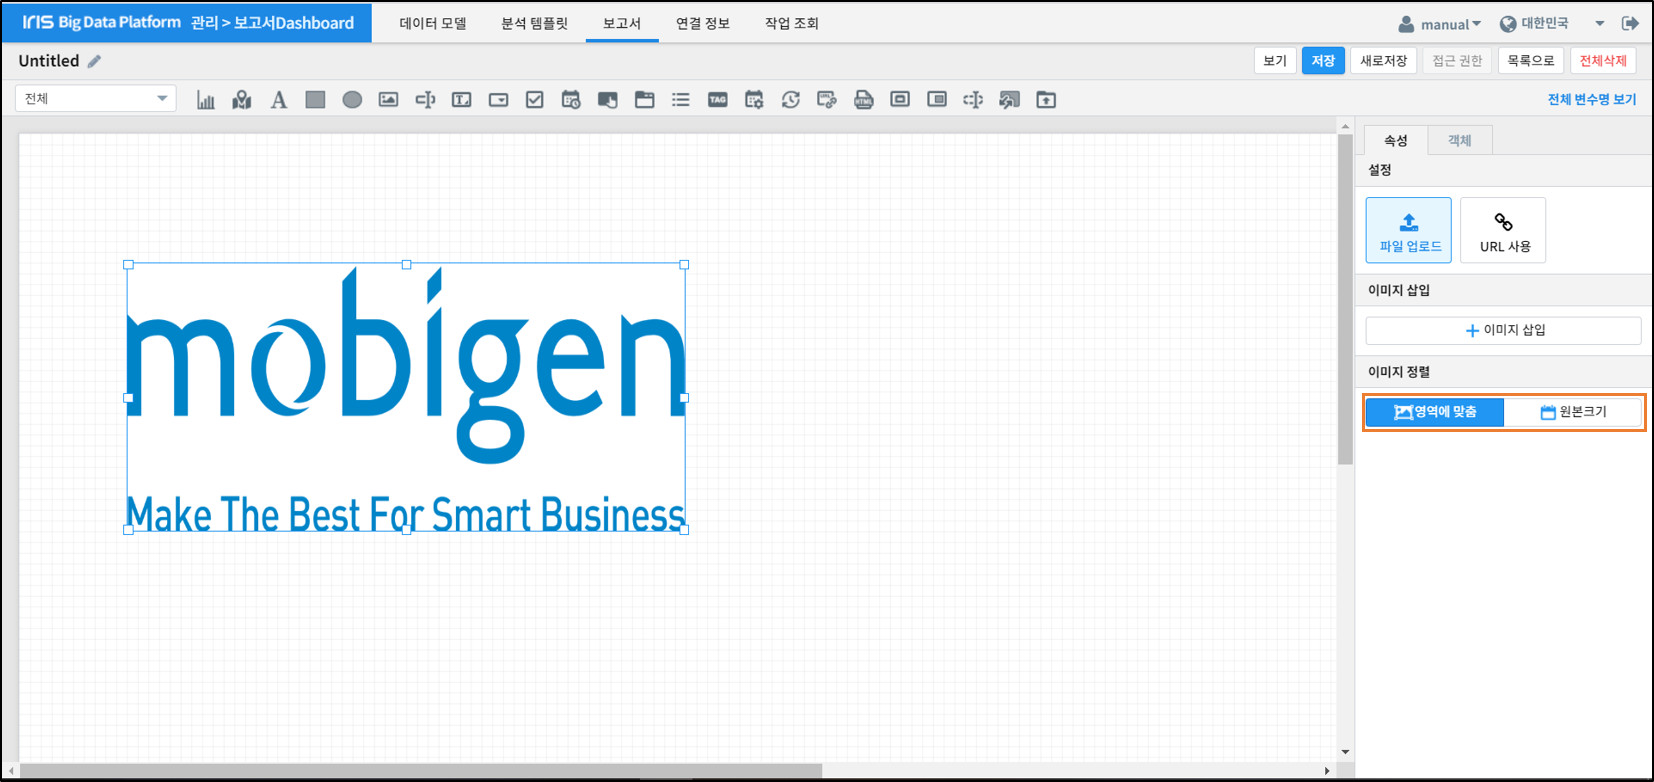 IRIS Big Data Platform 관리 > 보고서Dashboard 데이터 모델 분석 템플릿 보고서 연결 정보 작업 조회 manual 대한민국
Untitled 보기 저장 새로저장 접근 권한 목록으로 전체삭제
전체 A T TAG HTML 전체 변수명 보기
속성 객체
설정
파일 업로드 URL 사용
이미지 삽입
+ 이미지 삽입
이미지 정렬
영역에 맞춤 원본크기
mobigen
Make The Best For Smart Business